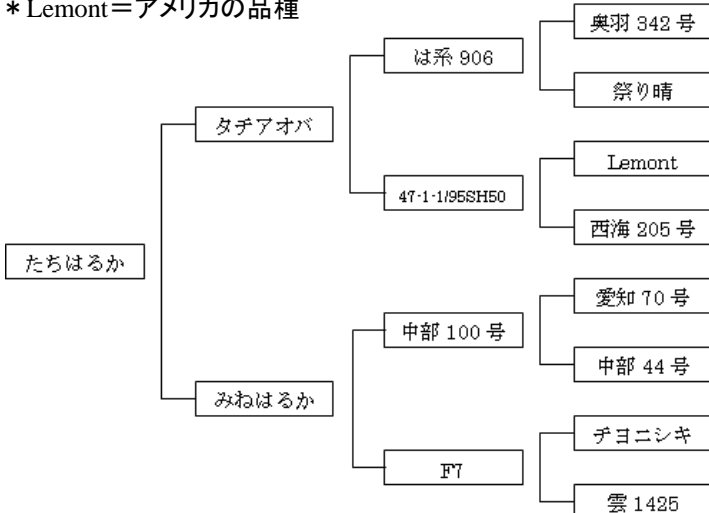 *Lemont=アメリカの品種
奥羽 342 号
は系 906
祭り晴
タチアオバ
Lemont
47-1-1/95SH50
西海 205 号
たちはるか
愛知 70 号
中部 100 号
中部 44 号
みねはるか
チヨニシキ
F7
雲 1425